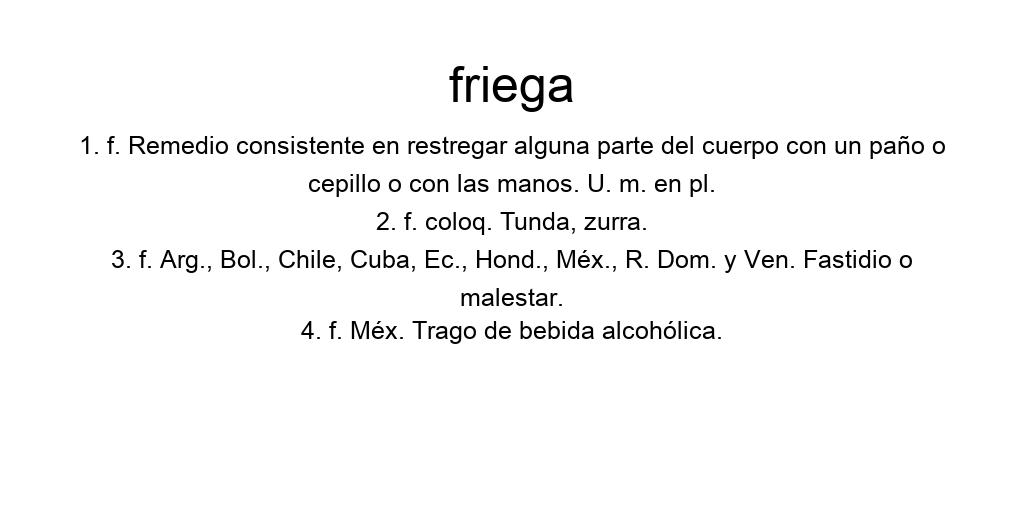 friega
1. f. Remedio consistente en restregar alguna parte del cuerpo con un paño o
cepillo o con las manos. U. m. en pl.
2. f. coloq. Tunda, zurra.
3. f. Arg., Bol., Chile, Cuba, Ec., Hond., Méx., R. Dom. y Ven. Fastidio o
malestar.
4. f. Méx. Trago de bebida alcohólica.